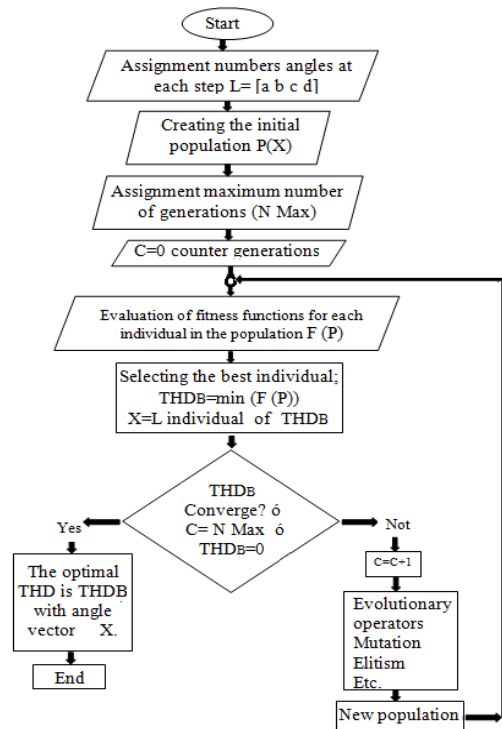 Start
Assignment numbers angles at
each step L= [a b c d]
Creating the initial
population P(X)
Assignment maximum number
of generations (N Max)
C=0 counter generations
Evaluation of fitness functions for each
individual in the population F (P)
Selecting the best individual;
THDB=min (F (P))
X=L individual of THDB
THDB
Converge? ó
C= N Max ó
THDB=0
Yes
Not
The optimal
THD is THDB
with angle
vector X.
End
C=C+1
Evolutionary
operators
Mutation
Elitism
Etc.
New population